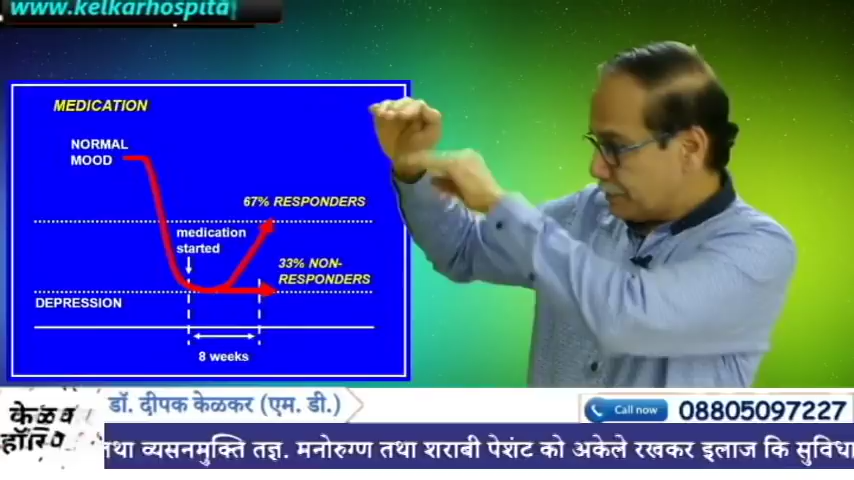 www.kelkarhospita
MEDICATION
NORMAL
MOOD
67% RESPONDERS
medication
started
33% NON-
RESPONDERS
DEPRESSION
8 weeks
डॉ. दीपक केळकर (एम. डी.)
Call now
08805097227
केळकर
तथा व्यसनमुक्ति तज्ञ. मनोरुग्ण तथा शराबी पेशंट को अकेले रखकर इलाज कि सुविधा